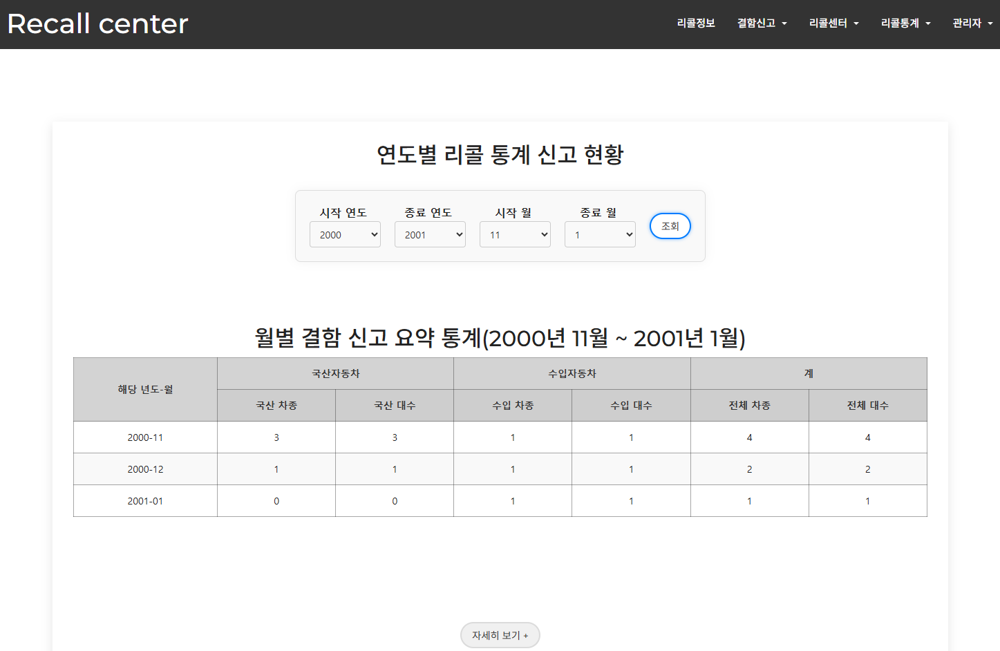 Recall center
리콜정보 결함신고 리콜센터 리콜통계 관리자
연도별 리콜 통계 신고 현황
시작 연도 종료 연도 시작 월 종료 월
2000 2001 11 1 조회
월별 결함 신고 요약 통계(2000년 11월 ~ 2001년 1월)
해당 년도-월 국산자동차 수입자동차 계
국산 차종 국산 대수 수입 차종 수입 대수 전체 차종 전체 대수
2000-11 3 3 1 1 4 4
2000-12 1 1 1 1 2 2
2001-01 0 0 1 1 1 1
자세히 보기 +